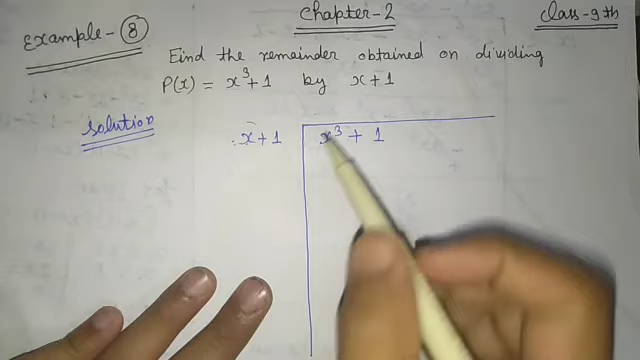 Chapter-2
Class-9th
Example-8
Find the remainder obtained on dividing
P(x) = x³+1 by x+1
Solution
x+1 x³+1